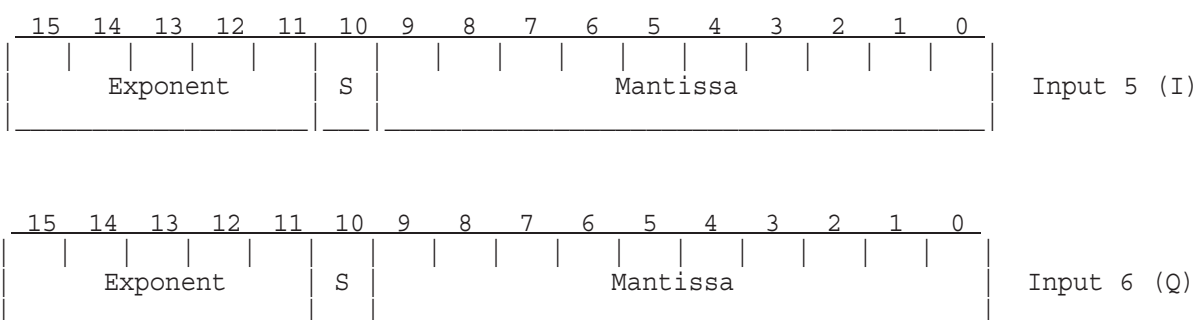 15 14 13 12 11 10 9 8 7 6 5 4 3 2 1 0
Exponent S Mantissa Input 5 (I)
15 14 13 12 11 10 9 8 7 6 5 4 3 2 1 0
Exponent S Mantissa Input 6 (Q)